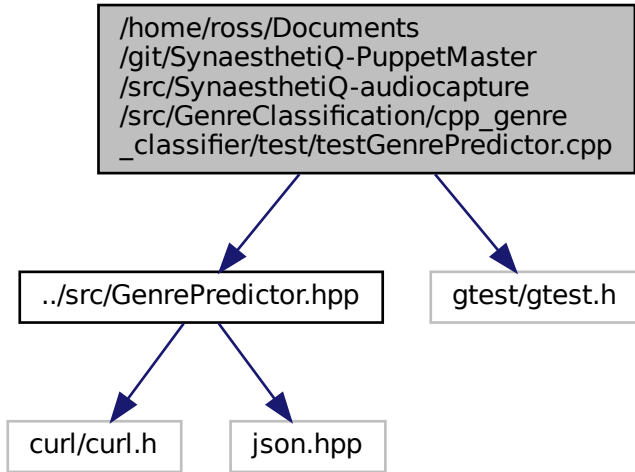 /home/ross/Documents
/git/SynaesthetiQ-PuppetMaster
/src/SynaesthetiQ-audiocapture
/src/GenreClassification/cpp_genre
_classifier/test/testGenrePredictor.cpp
../src/GenrePredictor.hpp
gtest/gtest.h
curl/curl.h
json.hpp